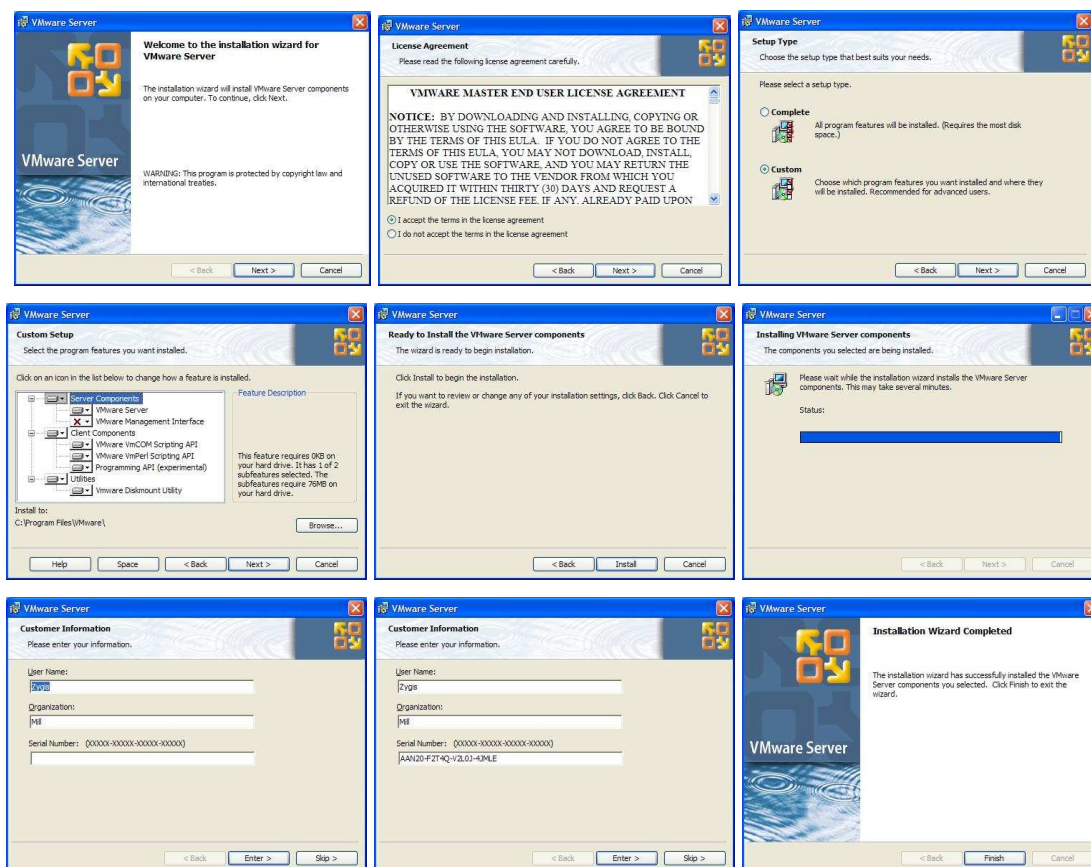 VMware Server
Welcome to the installation wizard for
VMware Server
The installation wizard will install VMware Server components
on your computer. To continue, click Next.
VMware Server
WARNING: This program is protected by copyright law and
international treaties.
< Back
Next >
Cancel
VMware Server
License Agreement
Please read the following license agreement carefully.
VMWARE MASTER END USER LICENSE AGREEMENT
NOTICE: BY DOWNLOADING AND INSTALLING, COPYING OR
OTHERWISE USING THE SOFTWARE, YOU AGREE TO BE BOUND
BY THE TERMS OF THIS EULA. IF YOU DO NOT AGREE TO THE
TERMS OF THIS EULA, YOU MAY NOT DOWNLOAD, INSTALL,
COPY OR USE THE SOFTWARE, AND YOU MAY RETURN THE
UNUSED SOFTWARE TO THE VENDOR FROM WHICH YOU
ACQUIRED IT WITHIN THIRTY (30) DAYS AND REQUEST A
REFUND OF THE LICENSE FEE, IF ANY, ALREADY PAID UPON
I accept the terms in the license agreement
I do not accept the terms in the license agreement
< Back
Next >
Cancel
VMware Server
Setup Type
Choose the setup type that best suits your needs.
Please select a setup type.
Complete
All program features will be installed. (Requires the most disk
space.)
Custom
Choose which program features you want installed and where they
will be installed. Recommended for advanced users.
< Back
Next >
Cancel
VMware Server
Custom Setup
Select the program features you want installed.
Click on an icon in the list below to change how a feature is installed.
Server Components
VMware Server
VMware Management Interface
Client Components
VMware VmCOM Scripting API
VMware VmPerl Scripting API
Programming API (experimental)
Utilities
Vmware Diskmount Utility
Feature Description
This feature requires 0KB on
your hard drive. It has 1 of 2
subfeatures selected. The
subfeatures require 76MB on
your hard drive.
Install to:
C:\Program Files\VMware\
Browse...
Help
Space
< Back
Next >
Cancel
VMware Server
Ready to Install the VMware Server components
The wizard is ready to begin installation.
Click Install to begin the installation.
If you want to review or change any of your installation settings, click Back. Click Cancel to
exit the wizard.
< Back
Install
Cancel
VMware Server
Installing VMware Server components
The components you selected are being installed.
Please wait while the installation wizard installs the VMware Server
components. This may take several minutes.
Status:
< Back
Next >
Cancel
VMware Server
Customer Information
Please enter your information.
User Name:
Zygis
Organization:
Mil
Serial Number: (XXXXX-XXXXX-XXXXX-XXXXX)
< Back
Enter >
Skip >
VMware Server
Customer Information
Please enter your information.
User Name:
Zygis
Organization:
Mil
Serial Number: (XXXXX-XXXXX-XXXXX-XXXXX)
AAN20-F2T4Q-V2L0J-4JMLE
< Back
Enter >
Skip >
VMware Server
Installation Wizard Completed
The installation wizard has successfully installed the VMware
Server components you selected. Click Finish to exit the
wizard.
VMware Server
< Back
Finish
Cancel